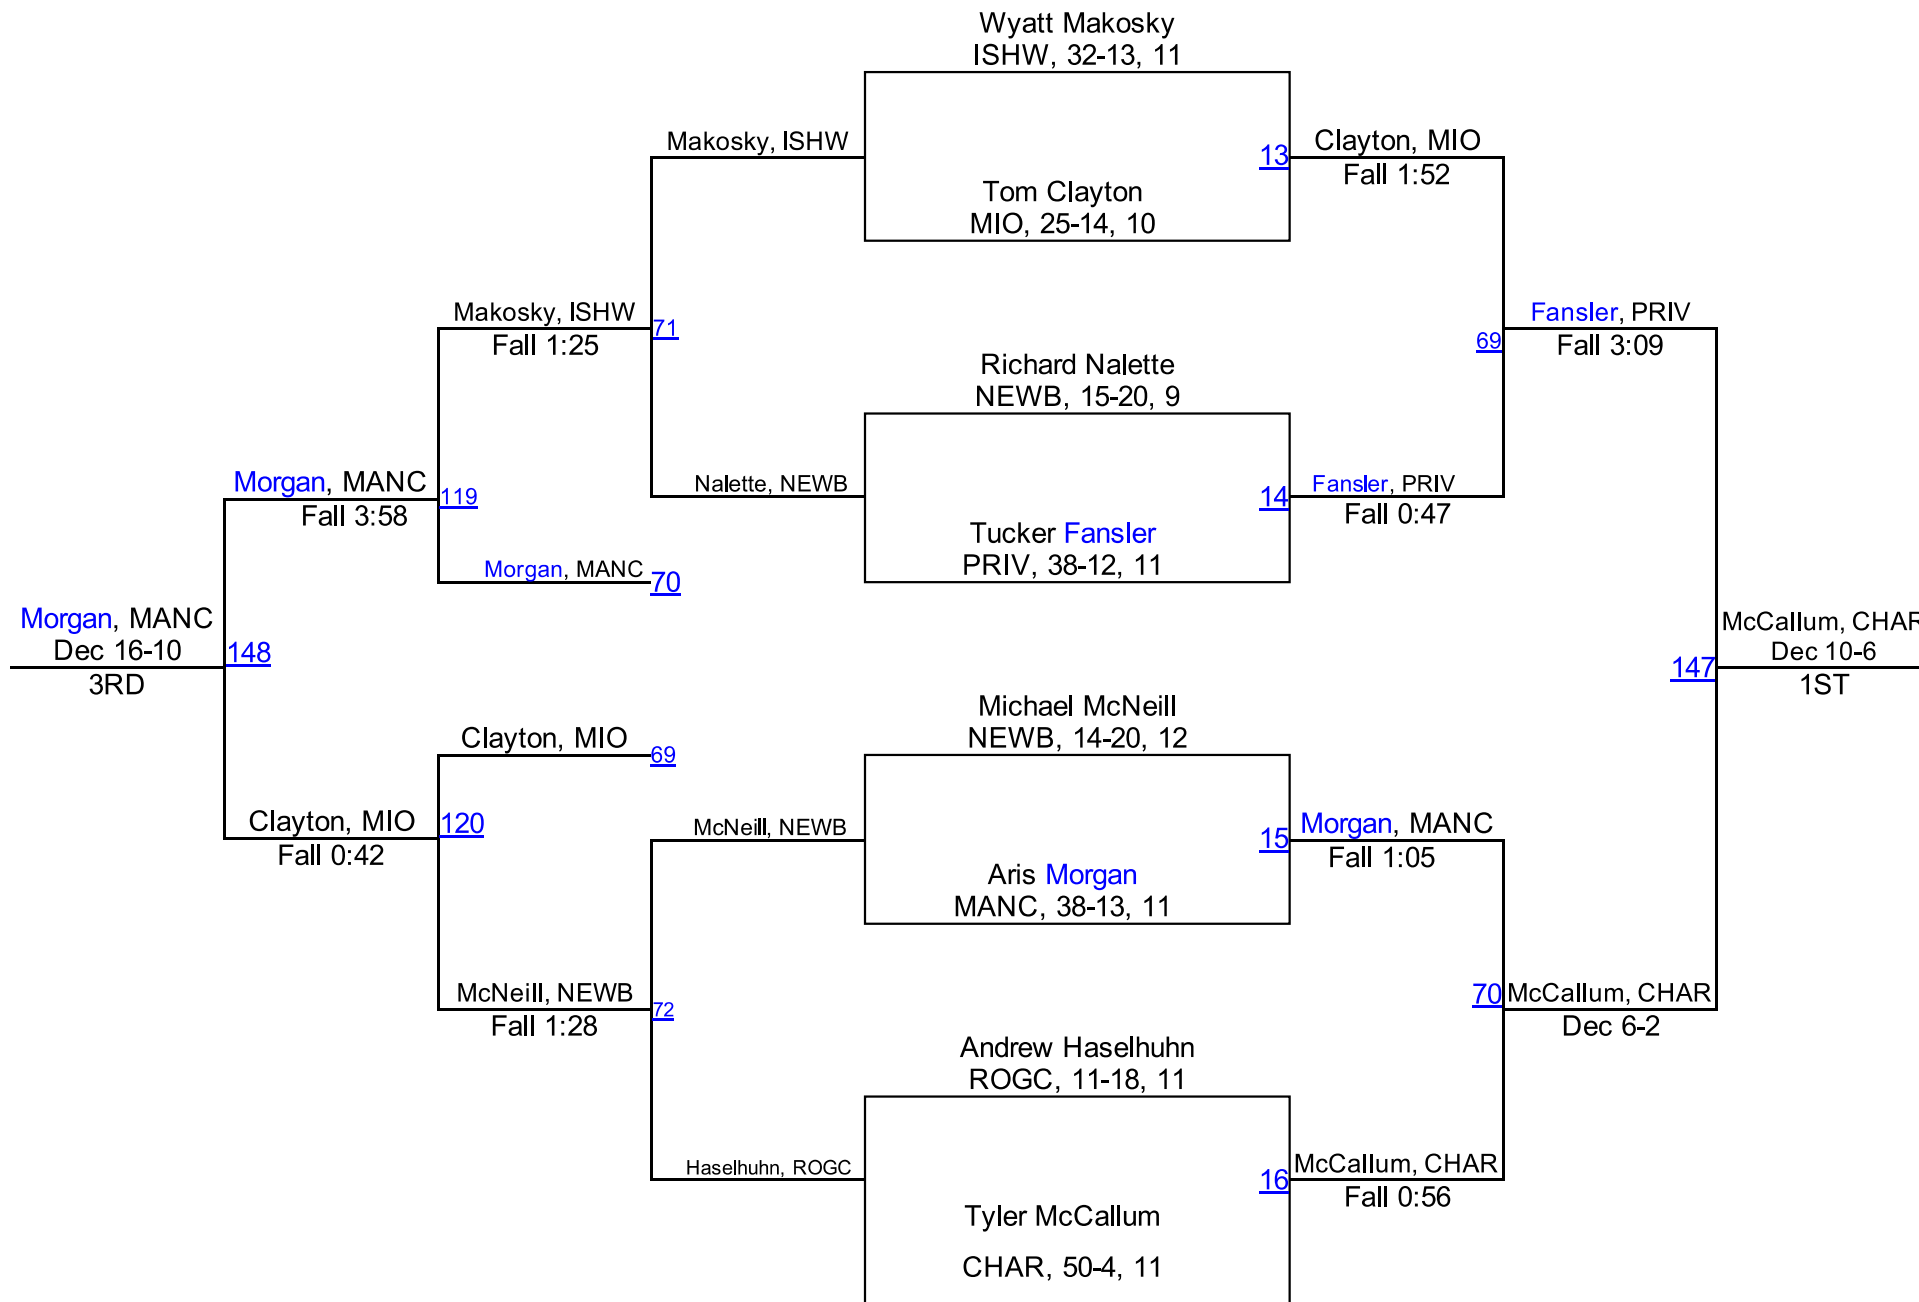 Wyatt Makosky
ISHW, 32-13, 11
Makosky, ISHW
13
Clayton, MIO
Fall 1:52
Tom Clayton
MIO, 25-14, 10
Makosky, ISHW
Fall 1:25
71
69
Fansler, PRIV
Fall 3:09
Richard Nalette
NEWB, 15-20, 9
Morgan, MANC
Fall 3:58
119
Nalette, NEWB
14
Fansler, PRIV
Fall 0:47
Tucker Fansler
PRIV, 38-12, 11
Morgan, MANC
70
Morgan, MANC
Dec 16-10
3RD
148
147
McCallum, CHAR
Dec 10-6
1ST
Michael McNeill
NEWB, 14-20, 12
Clayton, MIO
69
Clayton, MIO
Fall 0:42
120
McNeill, NEWB
15
Morgan, MANC
Fall 1:05
Aris Morgan
MANC, 38-13, 11
McNeill, NEWB
Fall 1:28
72
70
McCallum, CHAR
Dec 6-2
Andrew Haselhuhn
ROGC, 11-18, 11
Haselhuhn, ROGC
16
McCallum, CHAR
Fall 0:56
Tyler McCallum
CHAR, 50-4, 11